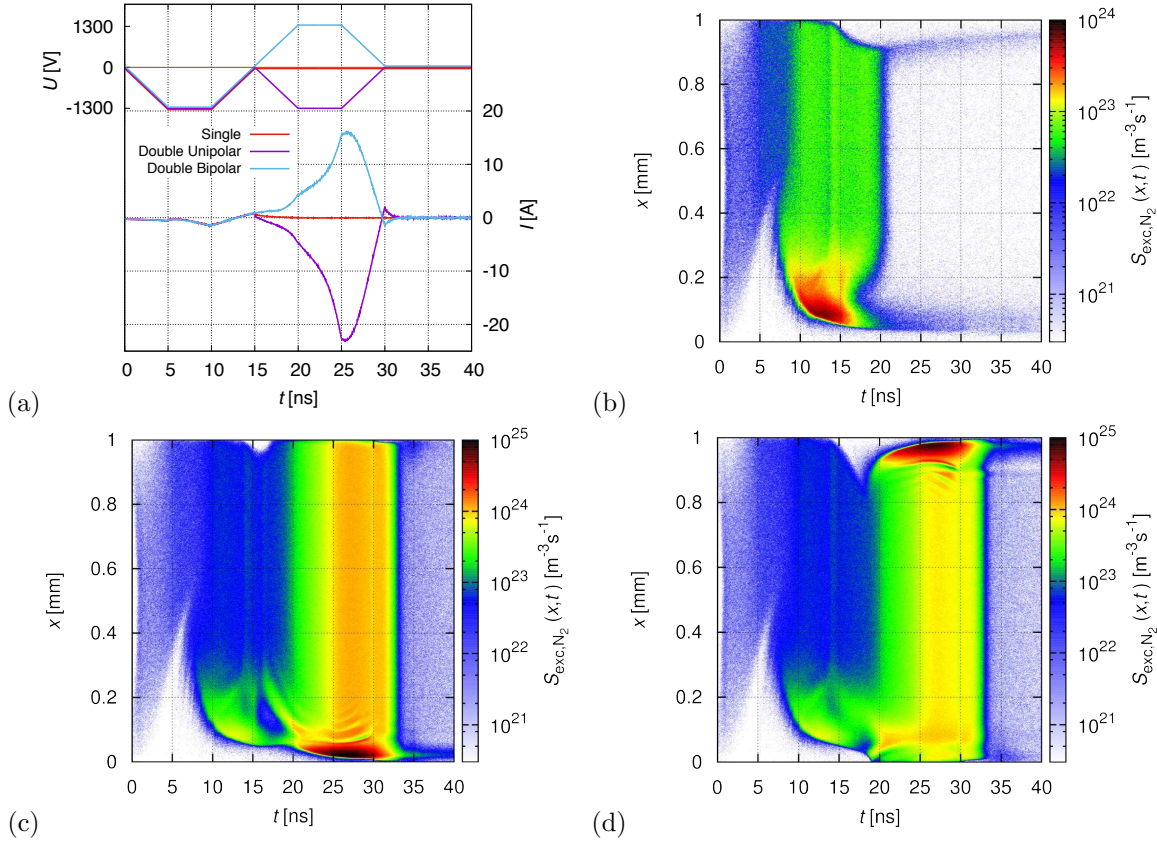 1300
0
-1300
U [V]
20
10
0
-10
-20
I [A]
Single
Double Unipolar
Double Bipolar
0 5 10 15 20 25 30 35 40
t [ns]
(a)
1
0.8
0.6
0.4
0.2
0
x [mm]
0 5 10 15 20 25 30 35 40
t [ns]
10^24
10^23
10^22
10^21
S_exc,N_2 (x,t) [m^-3 s^-1]
(b)
1
0.8
0.6
0.4
0.2
0
x [mm]
0 5 10 15 20 25 30 35 40
t [ns]
10^25
10^24
10^23
10^22
10^21
S_exc,N_2 (x,t) [m^-3 s^-1]
(c)
1
0.8
0.6
0.4
0.2
0
x [mm]
0 5 10 15 20 25 30 35 40
t [ns]
10^25
10^24
10^23
10^22
10^21
S_exc,N_2 (x,t) [m^-3 s^-1]
(d)